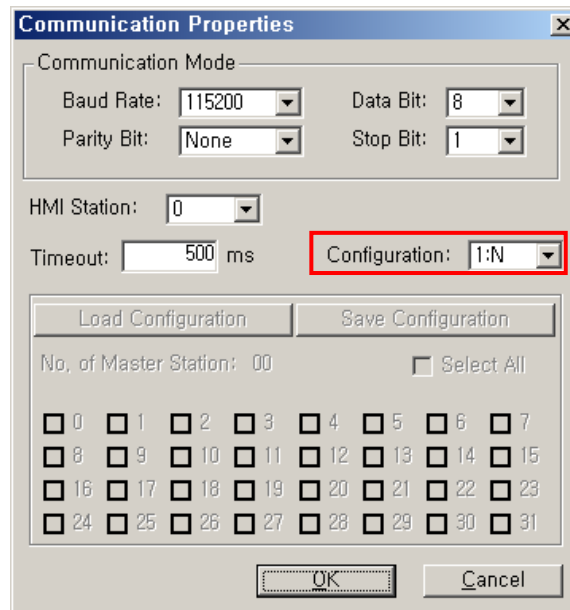 Communication Properties
Communication Mode
Baud Rate: 115200 Data Bit: 8
Parity Bit: None Stop Bit: 1
HMI Station: 0
Timeout: 500 ms Configuration: 1:N
Load Configuration Save Configuration
No. of Master Station: 00 Select All
0 1 2 3 4 5 6 7
8 9 10 11 12 13 14 15
16 17 18 19 20 21 22 23
24 25 26 27 28 29 30 31
OK Cancel